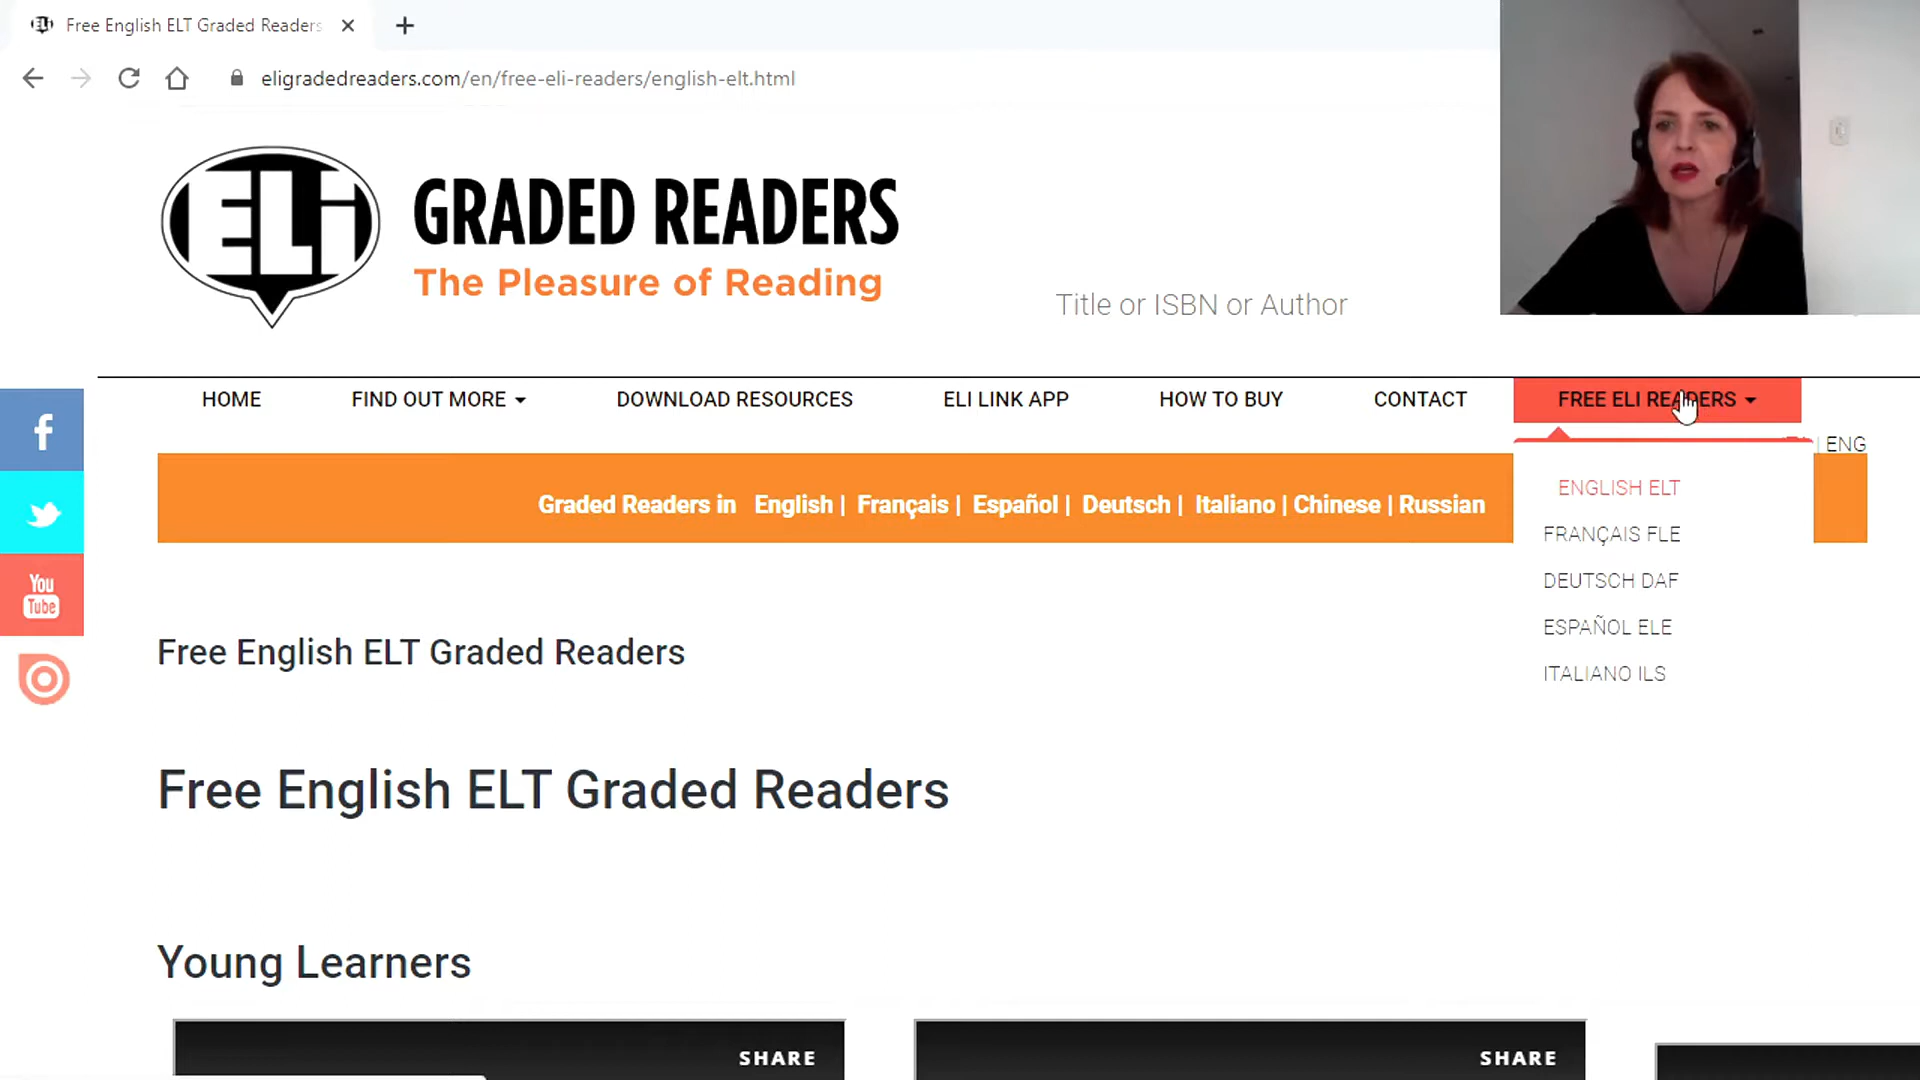 Free English ELT Graded Readers
eligradedreaders.com/en/free-eli-readers/english-elt.html
ELi
GRADED READERS
The Pleasure of Reading
Title or ISBN or Author
HOME
FIND OUT MORE
DOWNLOAD RESOURCES
ELI LINK APP
HOW TO BUY
CONTACT
FREE ELI READERS
| ENG
ENGLISH ELT
FRANÇAIS FLE
DEUTSCH DAF
ESPAÑOL ELE
ITALIANO ILS
Graded Readers in English | Français | Español | Deutsch | Italiano | Chinese | Russian
You
Tube
Free English ELT Graded Readers
Free English ELT Graded Readers
Young Learners
SHARE
SHARE